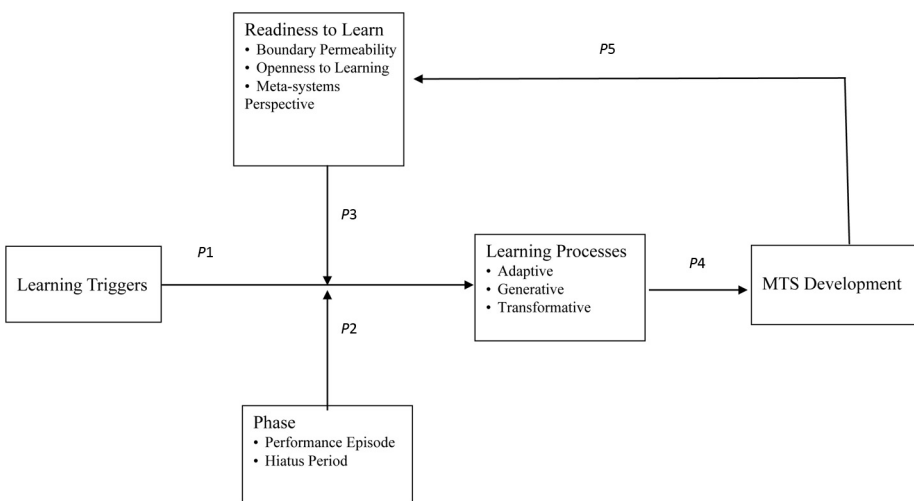 Readiness to Learn
• Boundary Permeability
• Openness to Learning
• Meta-systems
Perspective
P5
P3
P1
Learning Triggers
Learning Processes
• Adaptive
• Generative
• Transformative
P4
MTS Development
P2
Phase
• Performance Episode
• Hiatus Period